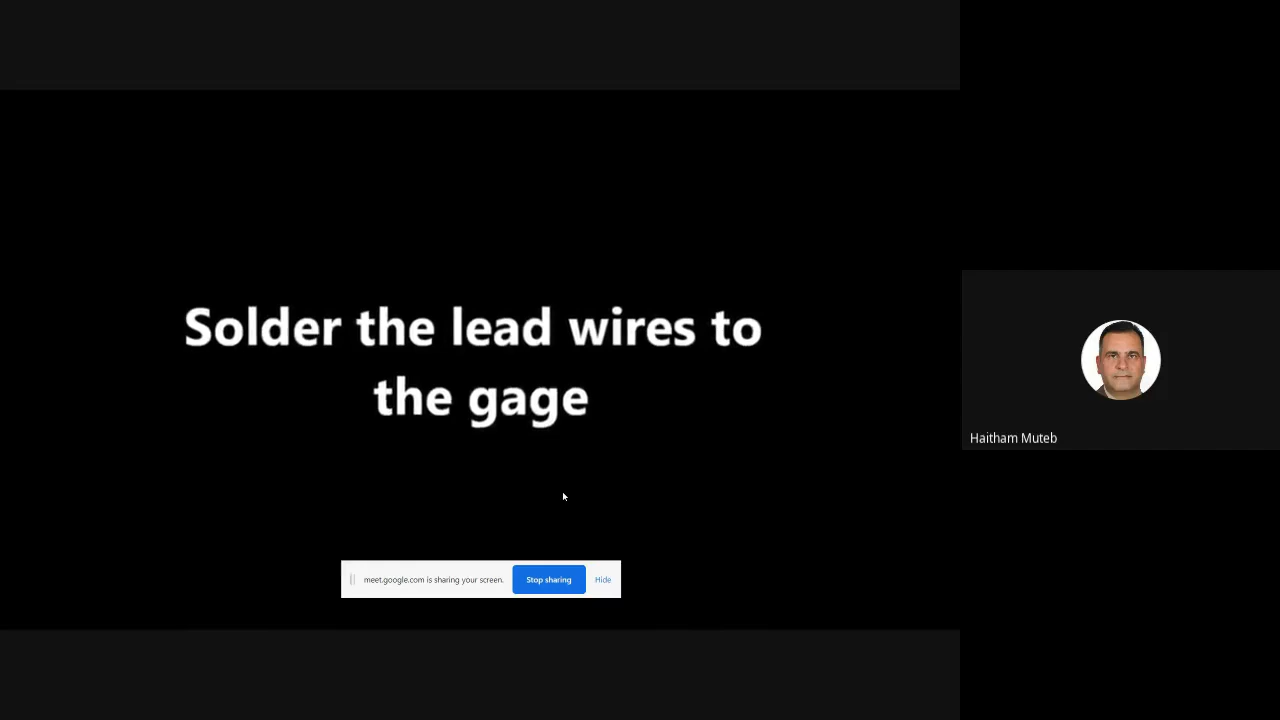 Solder the lead wires to
the gage
Haitham Muteb
meet.google.com is sharing your screen.
Stop sharing
Hide